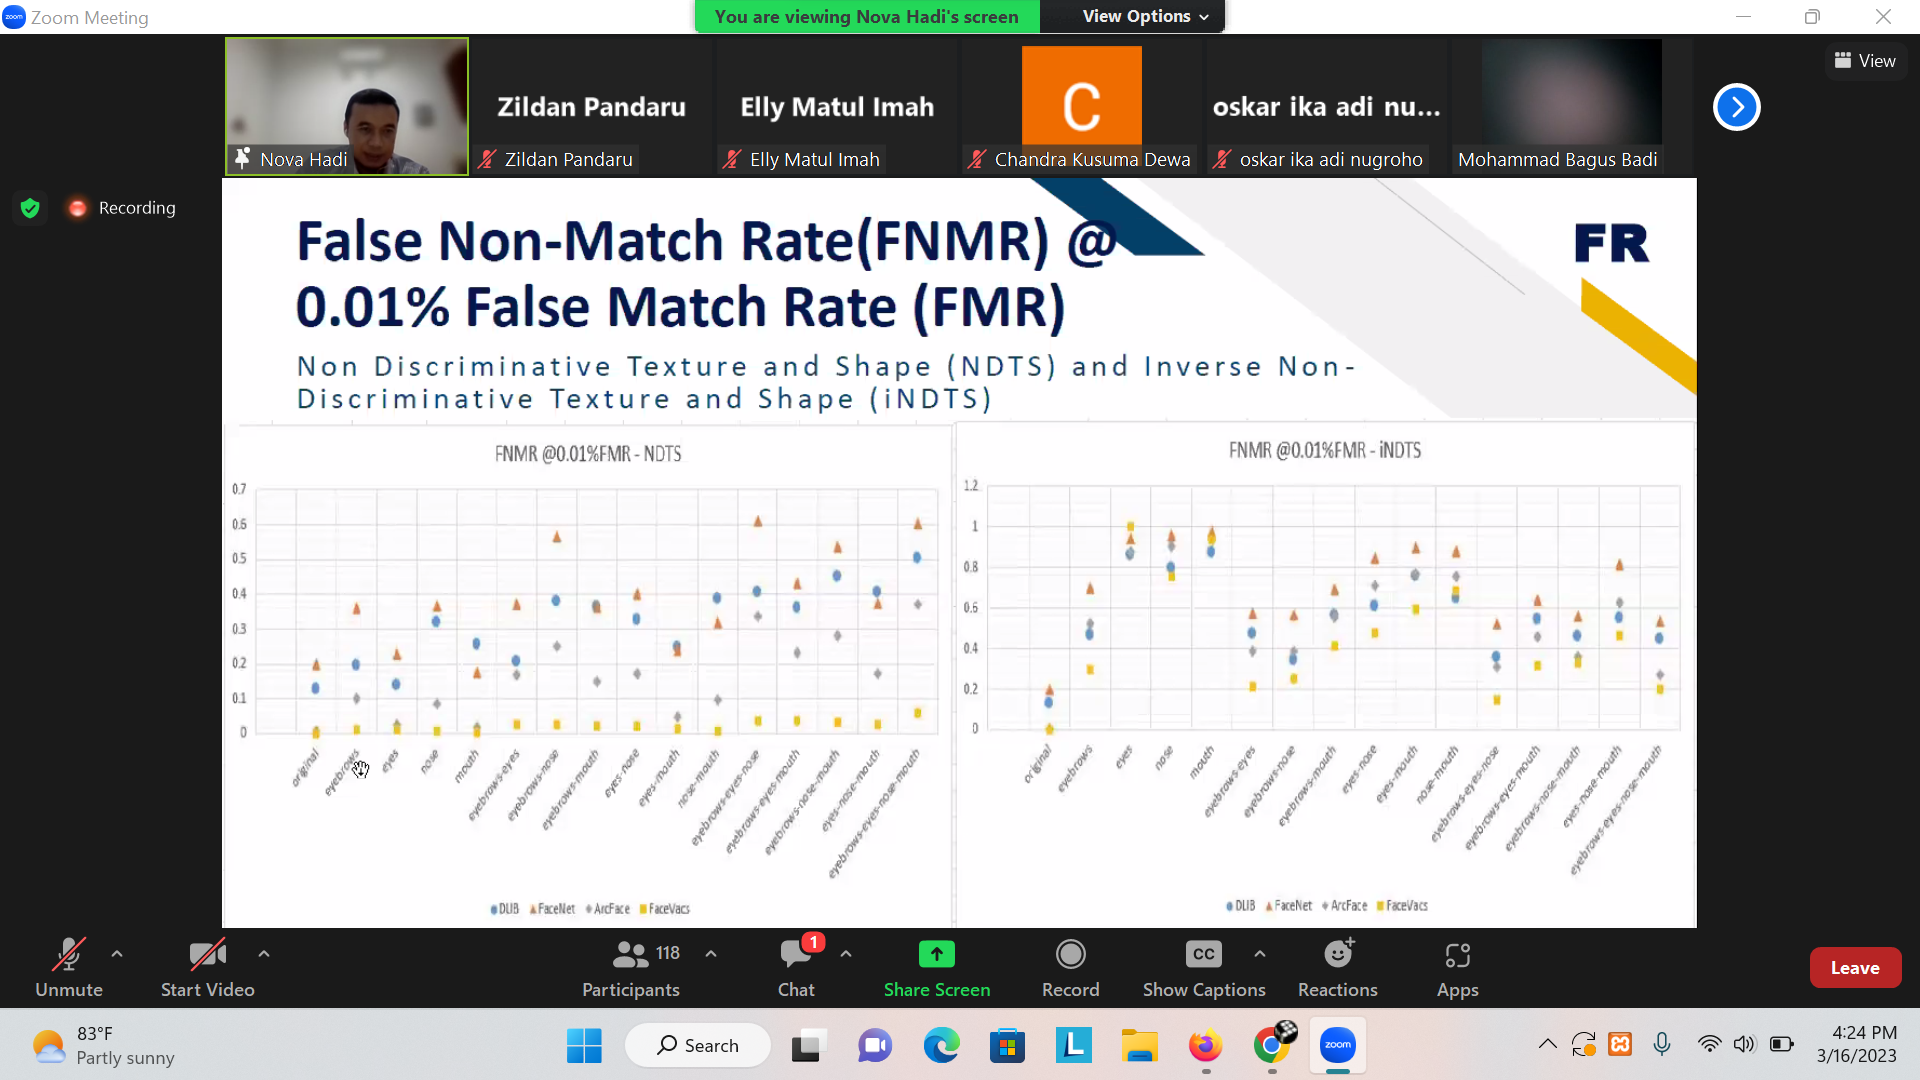 Zoom Meeting
You are viewing Nova Hadi's screen
View Options
View
Nova Hadi
Zildan Pandaru
Zildan Pandaru
Elly Matul Imah
Elly Matul Imah
C
Chandra Kusuma Dewa
oskar ika adi nu...
oskar ika adi nugroho
Mohammad Bagus Badi
Recording
False Non-Match Rate(FNMR) @
0.01% False Match Rate (FMR)
FR
Non Discriminative Texture and Shape (NDTS) and Inverse Non-
Discriminative Texture and Shape (iNDTS)
FNMR @0.01%FMR - NDTS
0.7
0.6
0.5
0.4
0.3
0.2
0.1
0
original
eyebrows
eyes
nose
mouth
eyebrows-eyes
eyebrows-nose
eyebrows-mouth
eyes-nose
eyes-mouth
nose-mouth
eyebrows-eyes-nose
eyebrows-eyes-mouth
eyebrows-nose-mouth
eyes-nose-mouth
eyebrows-eyes-nose-mouth
DLIB FaceNet ArcFace FaceVacs
FNMR @0.01%FMR - iNDTS
1.2
1
0.8
0.6
0.4
0.2
0
original
eyebrows
eyes
nose
mouth
eyebrows-eyes
eyebrows-nose
eyebrows-mouth
eyes-nose
eyes-mouth
nose-mouth
eyebrows-eyes-nose
eyebrows-eyes-mouth
eyebrows-nose-mouth
eyes-nose-mouth
eyebrows-eyes-nose-mouth
DLIB FaceNet ArcFace FaceVacs
Unmute
Start Video
118
Participants
1
Chat
Share Screen
Record
CC
Show Captions
Reactions
Apps
Leave
83°F
Partly sunny
Search
L
zoom
4:24 PM
3/16/2023